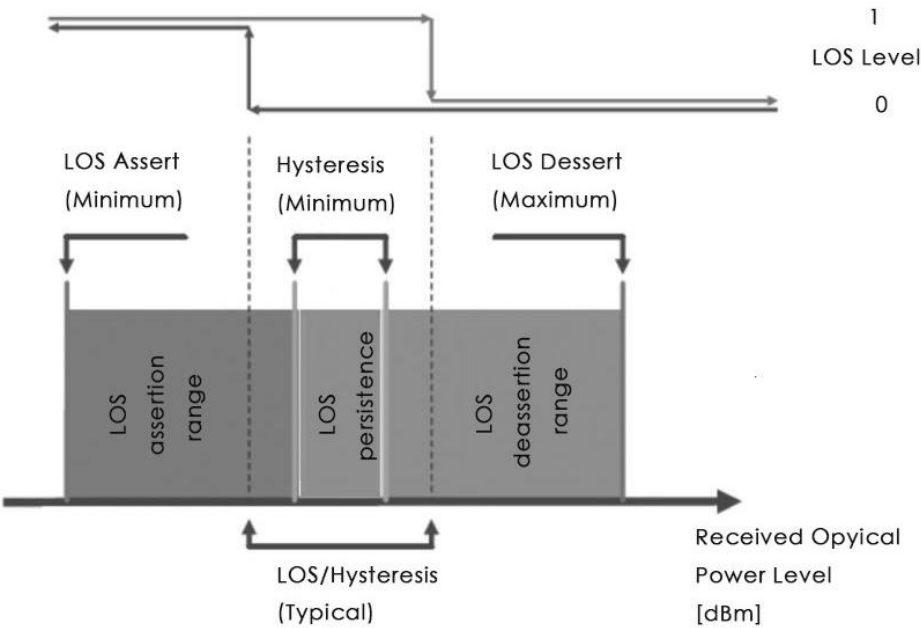 1
LOS Level
0
LOS Assert
(Minimum)
Hysteresis
(Minimum)
LOS Dessert
(Maximum)
LOS
assertion
range
LOS
persistence
LOS
deassertion
range
LOS/Hysteresis
(Typical)
Received Opyical
Power Level
[dBm]